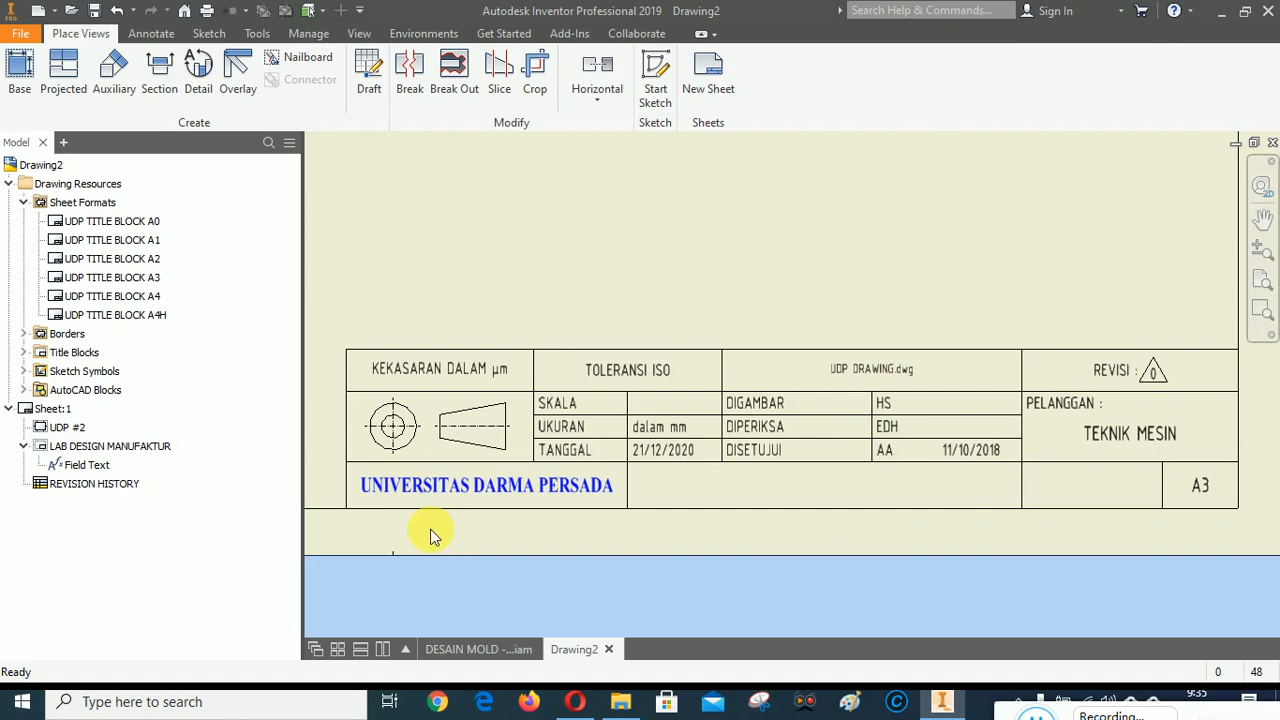 PRO
Autodesk Inventor Professional 2019 Drawing2
Search Help & Commands...
Sign In
File
Place Views
Annotate
Sketch
Tools
Manage
View
Environments
Get Started
Add-Ins
Collaborate
Base
Projected
Auxiliary
Section
Detail
Overlay
Nailboard
Connector
Draft
Break
Break Out
Slice
Crop
Horizontal
Start
Sketch
New Sheet
Create
Modify
Sketch
Sheets
Model
Drawing2
Drawing Resources
Sheet Formats
UDP TITLE BLOCK A0
UDP TITLE BLOCK A1
UDP TITLE BLOCK A2
UDP TITLE BLOCK A3
UDP TITLE BLOCK A4
UDP TITLE BLOCK A4H
Borders
Title Blocks
Sketch Symbols
AutoCAD Blocks
Sheet:1
UDP #2
LAB DESIGN MANUFAKTUR
Field Text
REVISION HISTORY
2D
KEKASARAN DALAM µm
TOLERANSI ISO
UDP DRAWING.dwg
REVISI : 0
SKALA
DIGAMBAR HS
PELANGGAN :
UKURAN dalam mm
DIPERIKSA EDH
TEKNIK MESIN
TANGGAL 21/12/2020
DISETUJUI AA 11/10/2018
UNIVERSITAS DARMA PERSADA
A3
DESAIN MOLD -...iam
Drawing2
Ready
0 48
Type here to search
9:35
Recording...